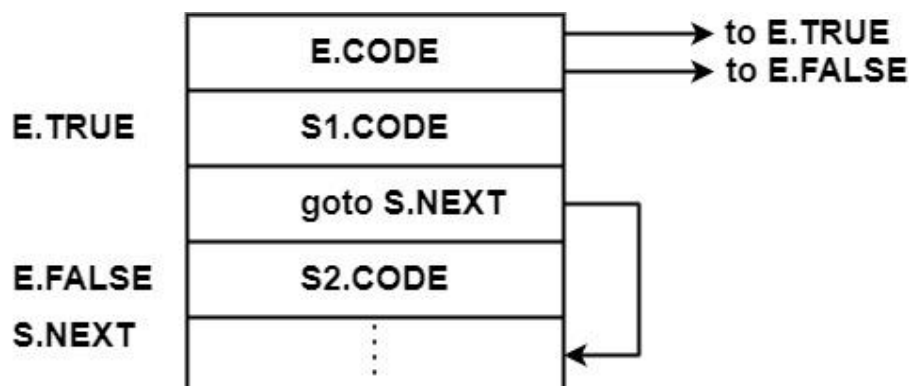 E.CODE
to E.TRUE
to E.FALSE
E.TRUE
S1.CODE
goto S.NEXT
E.FALSE
S2.CODE
S.NEXT